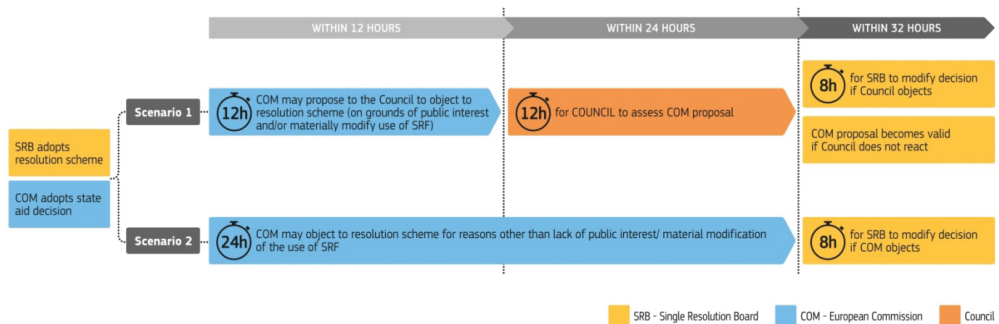 WITHIN 12 HOURS
WITHIN 24 HOURS
WITHIN 32 HOURS
SRB adopts
resolution scheme
COM adopts state
aid decision
Scenario 1
12h
COM may propose to the Council to object to
resolution scheme (on grounds of public interest
and/or materially modify use of SRF)
12h
for COUNCIL to assess COM proposal
8h
for SRB to modify decision
if Council objects
COM proposal becomes valid
if Council does not react
Scenario 2
24h
COM may object to resolution scheme for reasons other than lack of public interest/ material modification
of the use of SRF
8h
for SRB to modify decision
if COM objects
SRB - Single Resolution Board
COM - European Commission
Council